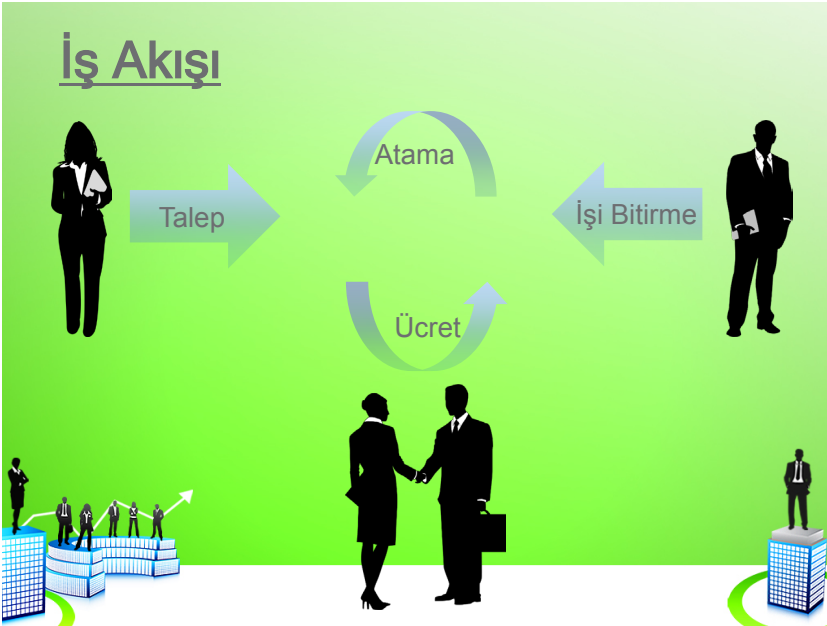 İş Akışı
Atama
Talep
İşi Bitirme
Ücret